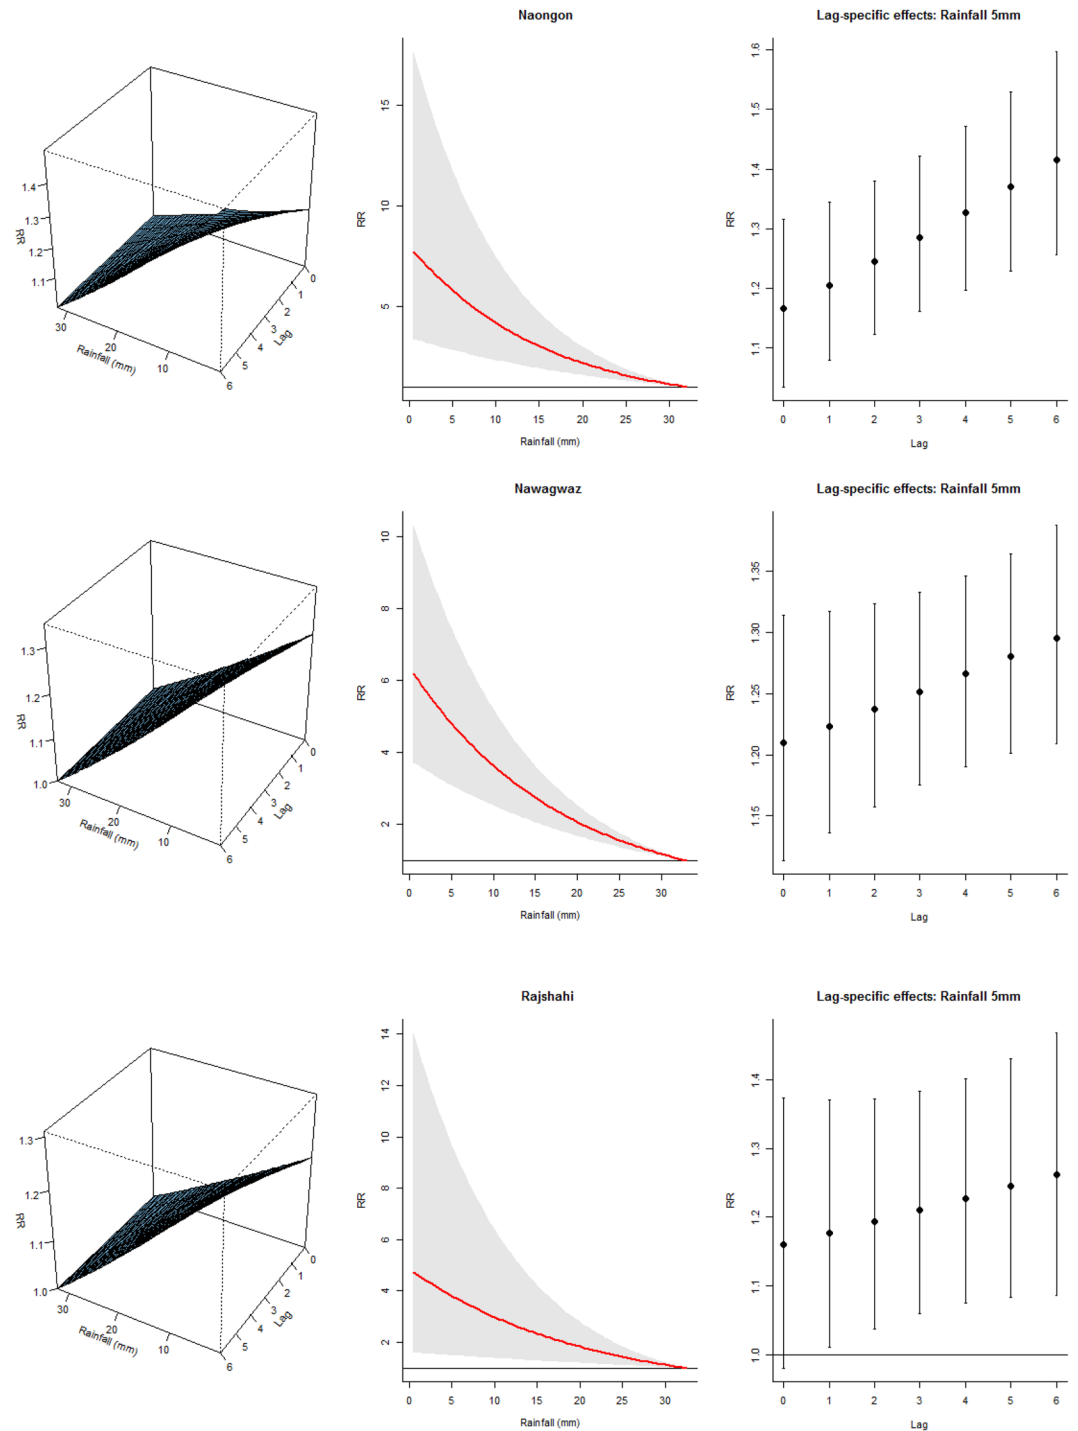 Naongon
Lag-specific effects: Rainfall 5mm
1.4
1.3
1.2
1.1
RR
30
20
10
Rainfall (mm)
0
1
2
3
4
5
6
Lag
15
10
5
RR
0 5 10 15 20 25 30
Rainfall (mm)
1.6
1.5
1.4
1.3
1.2
1.1
RR
0 1 2 3 4 5 6
Lag
Nawagwaz
Lag-specific effects: Rainfall 5mm
1.3
1.2
1.1
1.0
RR
30
20
10
Rainfall (mm)
0
1
2
3
4
5
6
Lag
10
8
6
4
2
RR
0 5 10 15 20 25 30
Rainfall (mm)
1.35
1.30
1.25
1.20
1.15
RR
0 1 2 3 4 5 6
Lag
Rajshahi
Lag-specific effects: Rainfall 5mm
1.3
1.2
1.1
1.0
RR
30
20
10
Rainfall (mm)
0
1
2
3
4
5
6
Lag
14
12
10
8
6
4
2
RR
0 5 10 15 20 25 30
Rainfall (mm)
1.4
1.3
1.2
1.1
1.0
RR
0 1 2 3 4 5 6
Lag